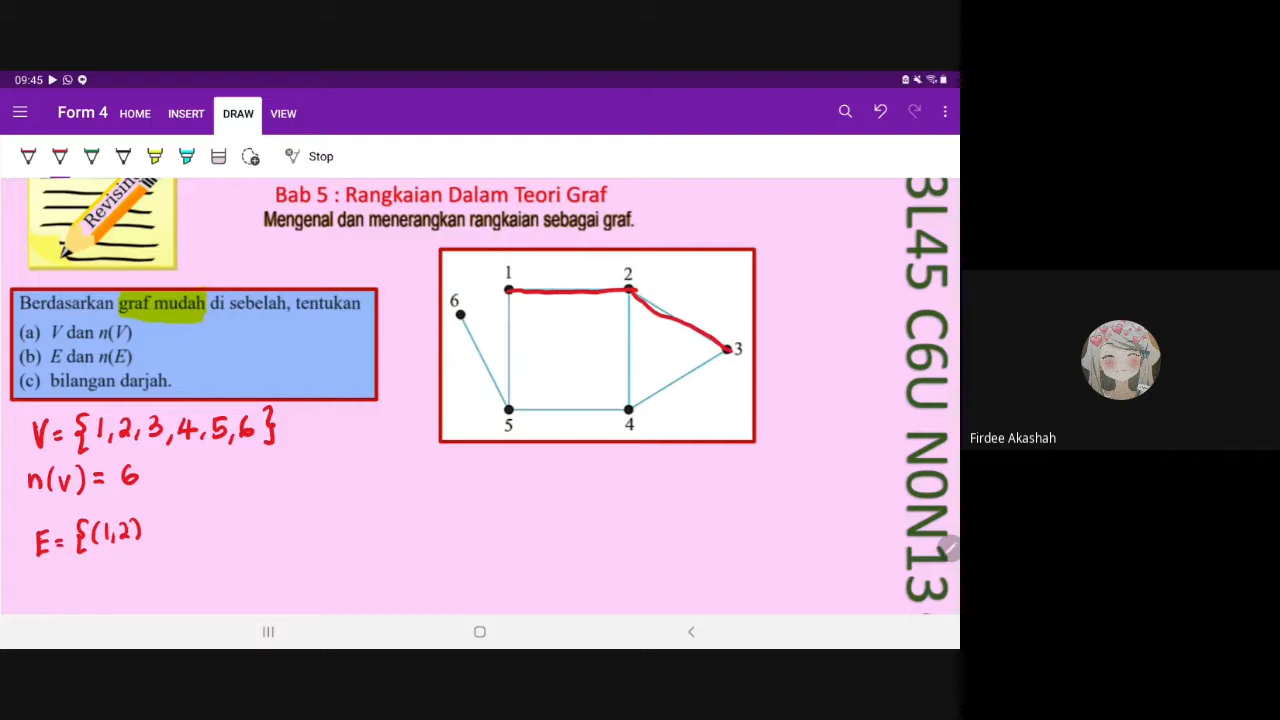 09:45
Form 4 HOME INSERT DRAW VIEW
Stop
Revising
Bab 5 : Rangkaian Dalam Teori Graf
Mengenal dan menerangkan rangkaian sebagai graf.
Berdasarkan graf mudah di sebelah, tentukan
(a) V dan n(V)
(b) E dan n(E)
(c) bilangan darjah.
1 2
6
3
5 4
V = {1, 2, 3, 4, 5, 6}
n(v) = 6
E = {(1,2)
3L45 C6U N0N13
Firdee Akashah